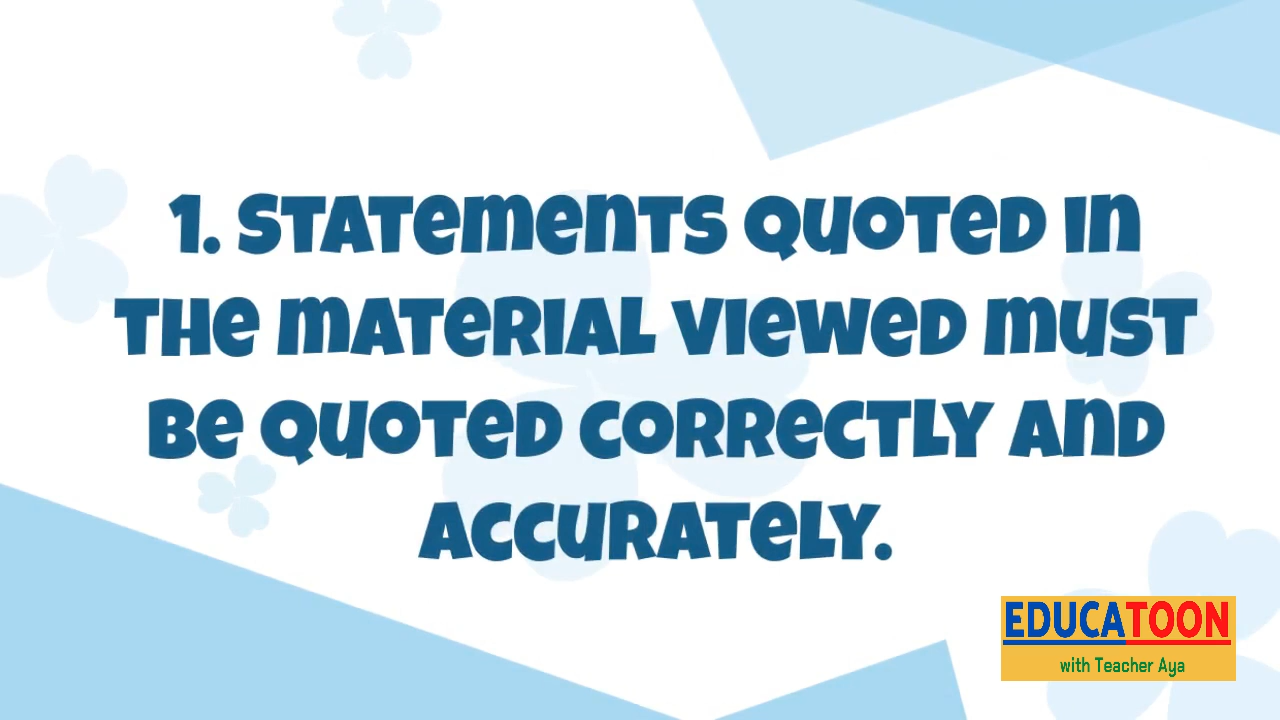 1. Statements quoted in
the material viewed must
be quoted correctly and
accurately.
EDUCATOON
with Teacher Aya